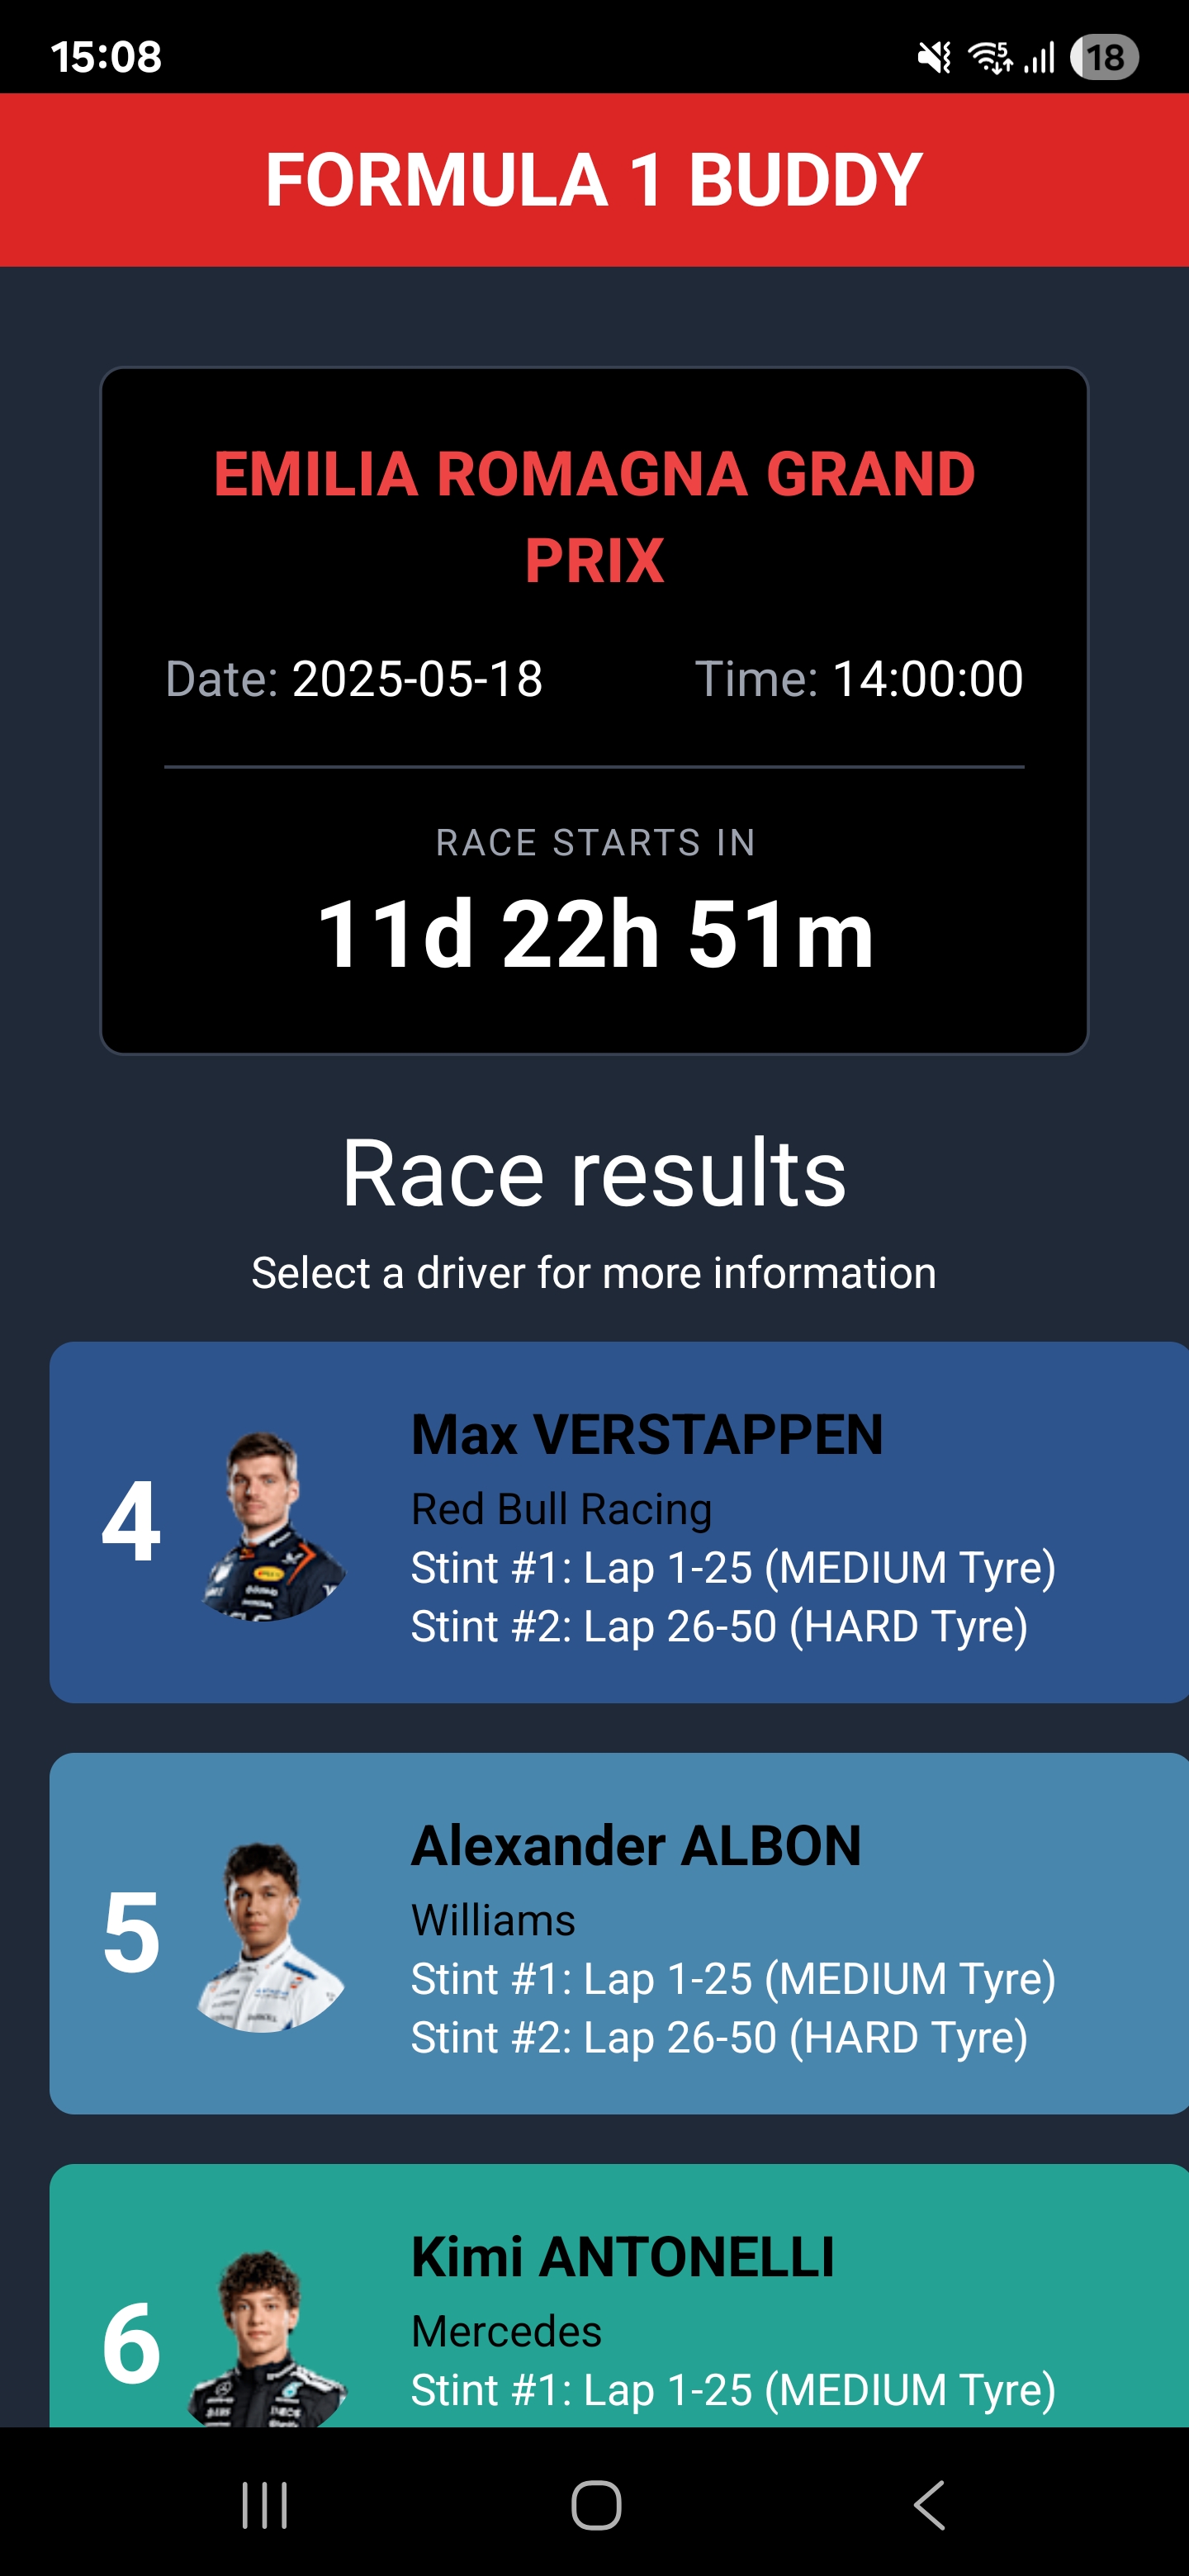 15:08
5
18
FORMULA 1 BUDDY
EMILIA ROMAGNA GRAND
PRIX
Date: 2025-05-18 Time: 14:00:00
RACE STARTS IN
11d 22h 51m
Race results
Select a driver for more information
4
Max VERSTAPPEN
Red Bull Racing
Stint #1: Lap 1-25 (MEDIUM Tyre)
Stint #2: Lap 26-50 (HARD Tyre)
5
Alexander ALBON
Williams
Stint #1: Lap 1-25 (MEDIUM Tyre)
Stint #2: Lap 26-50 (HARD Tyre)
6
Kimi ANTONELLI
Mercedes
Stint #1: Lap 1-25 (MEDIUM Tyre)